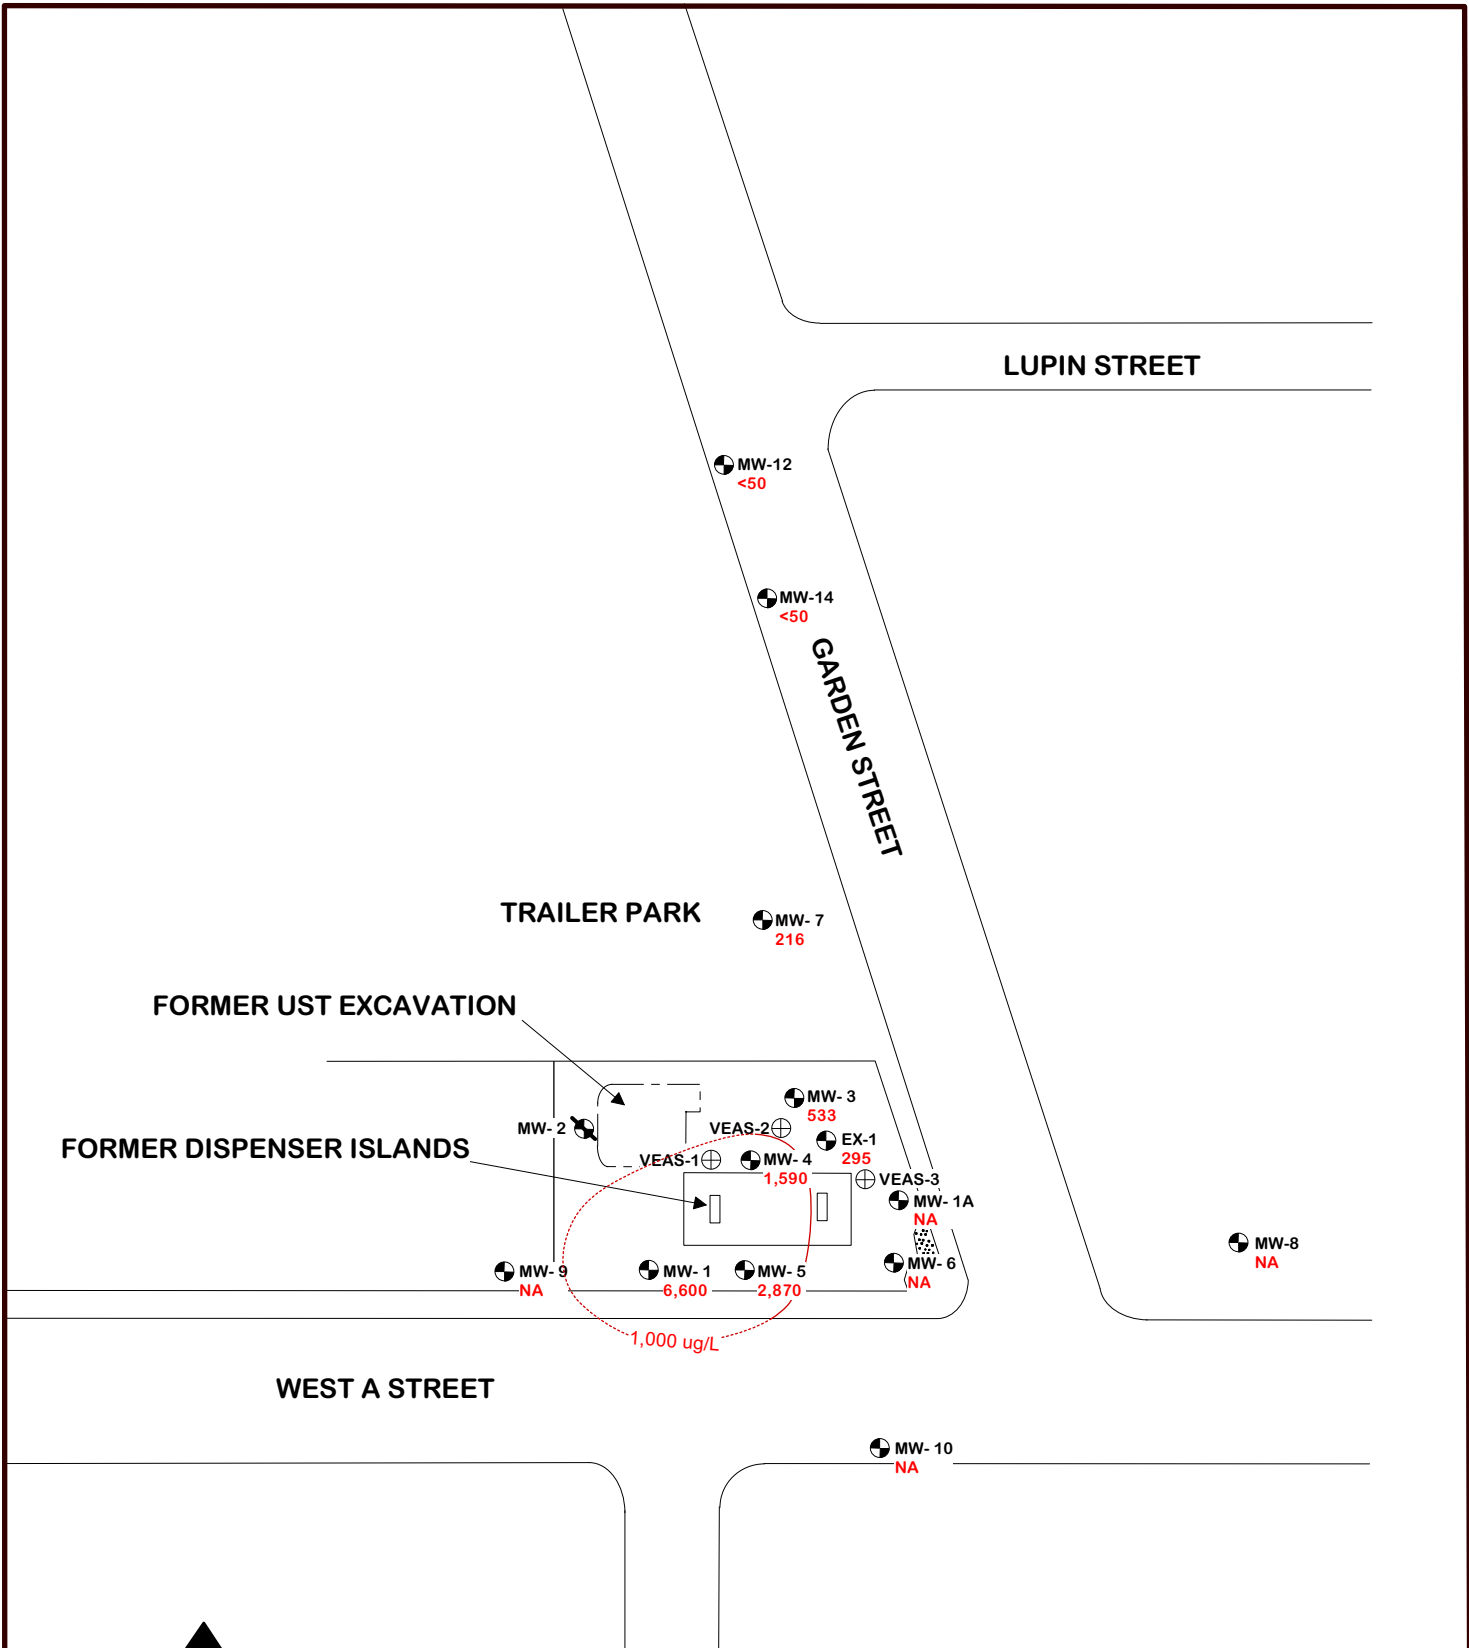 LUPIN STREET
MW-12
<50
MW-14
<50
GARDEN STREET
TRAILER PARK
MW- 7
216
FORMER UST EXCAVATION
MW- 3
533
MW- 2
VEAS-2
EX-1
295
FORMER DISPENSER ISLANDS
VEAS-1
MW- 4
1,590
VEAS-3
MW- 1A
NA
MW-8
NA
MW- 6
NA
MW- 9
NA
MW- 1
6,600
MW- 5
2,870
1,000 ug/L
WEST A STREET
MW- 10
NA